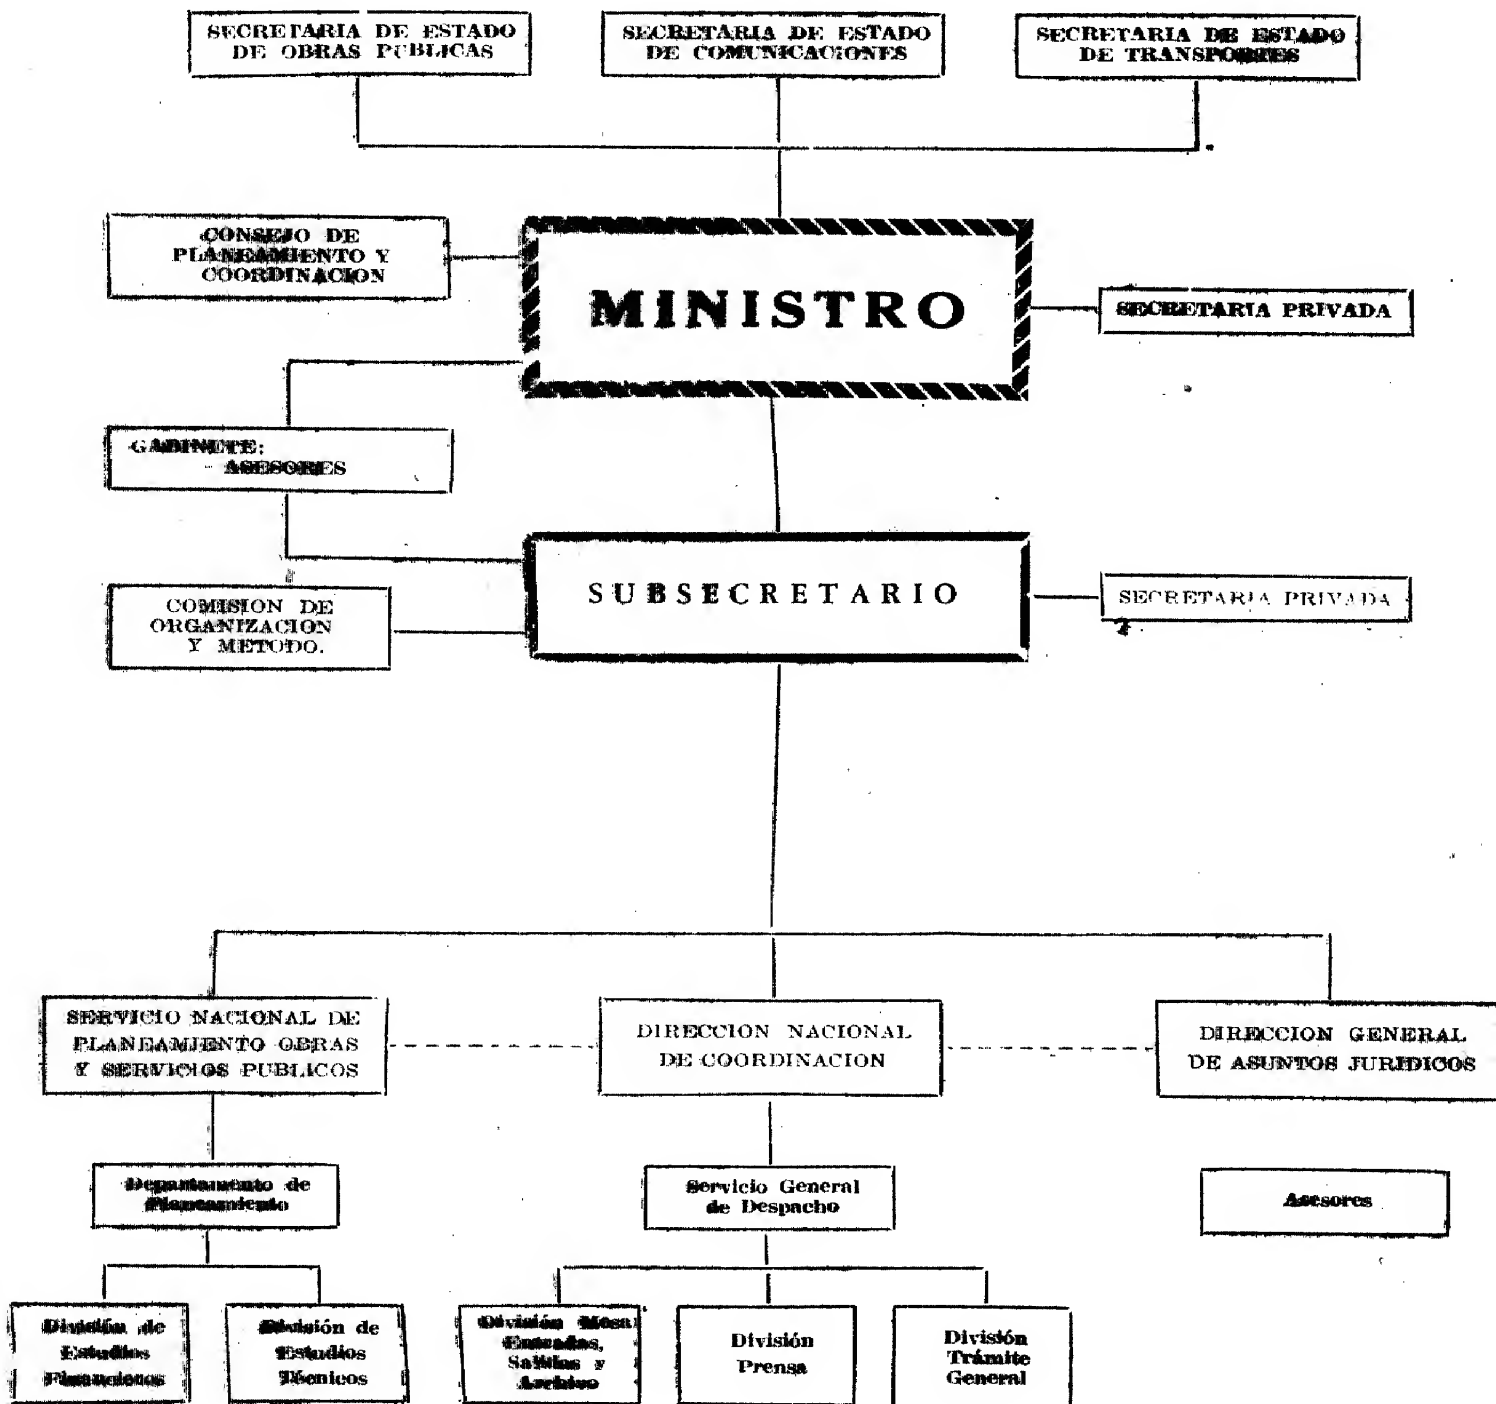 SECRETARIA DE ESTADO
DE OBRAS PUBLICAS
SECRETARIA DE ESTADO
DE COMUNICACIONES
SECRETARIA DE ESTADO
DE TRANSPORTES
CONSEJO DE
PLANEAMIENTO Y
COORDINACION
MINISTRO
SECRETARIA PRIVADA
GABINETE:
- ASESORES
SUBSECRETARIO
SECRETARIA PRIVADA
COMISION DE
ORGANIZACION
Y METODO.
SERVICIO NACIONAL DE
PLANEAMIENTO OBRAS
Y SERVICIOS PUBLICOS
DIRECCION NACIONAL
DE COORDINACION
DIRECCION GENERAL
DE ASUNTOS JURIDICOS
Departamento de
Planeamiento
Servicio General
de Despacho
Asesores
División de
Estudios
Financieros
División de
Estudios
Técnicos
División Mesa
Entradas,
Salidas y
Archivo
División
Prensa
División
Trámite
General